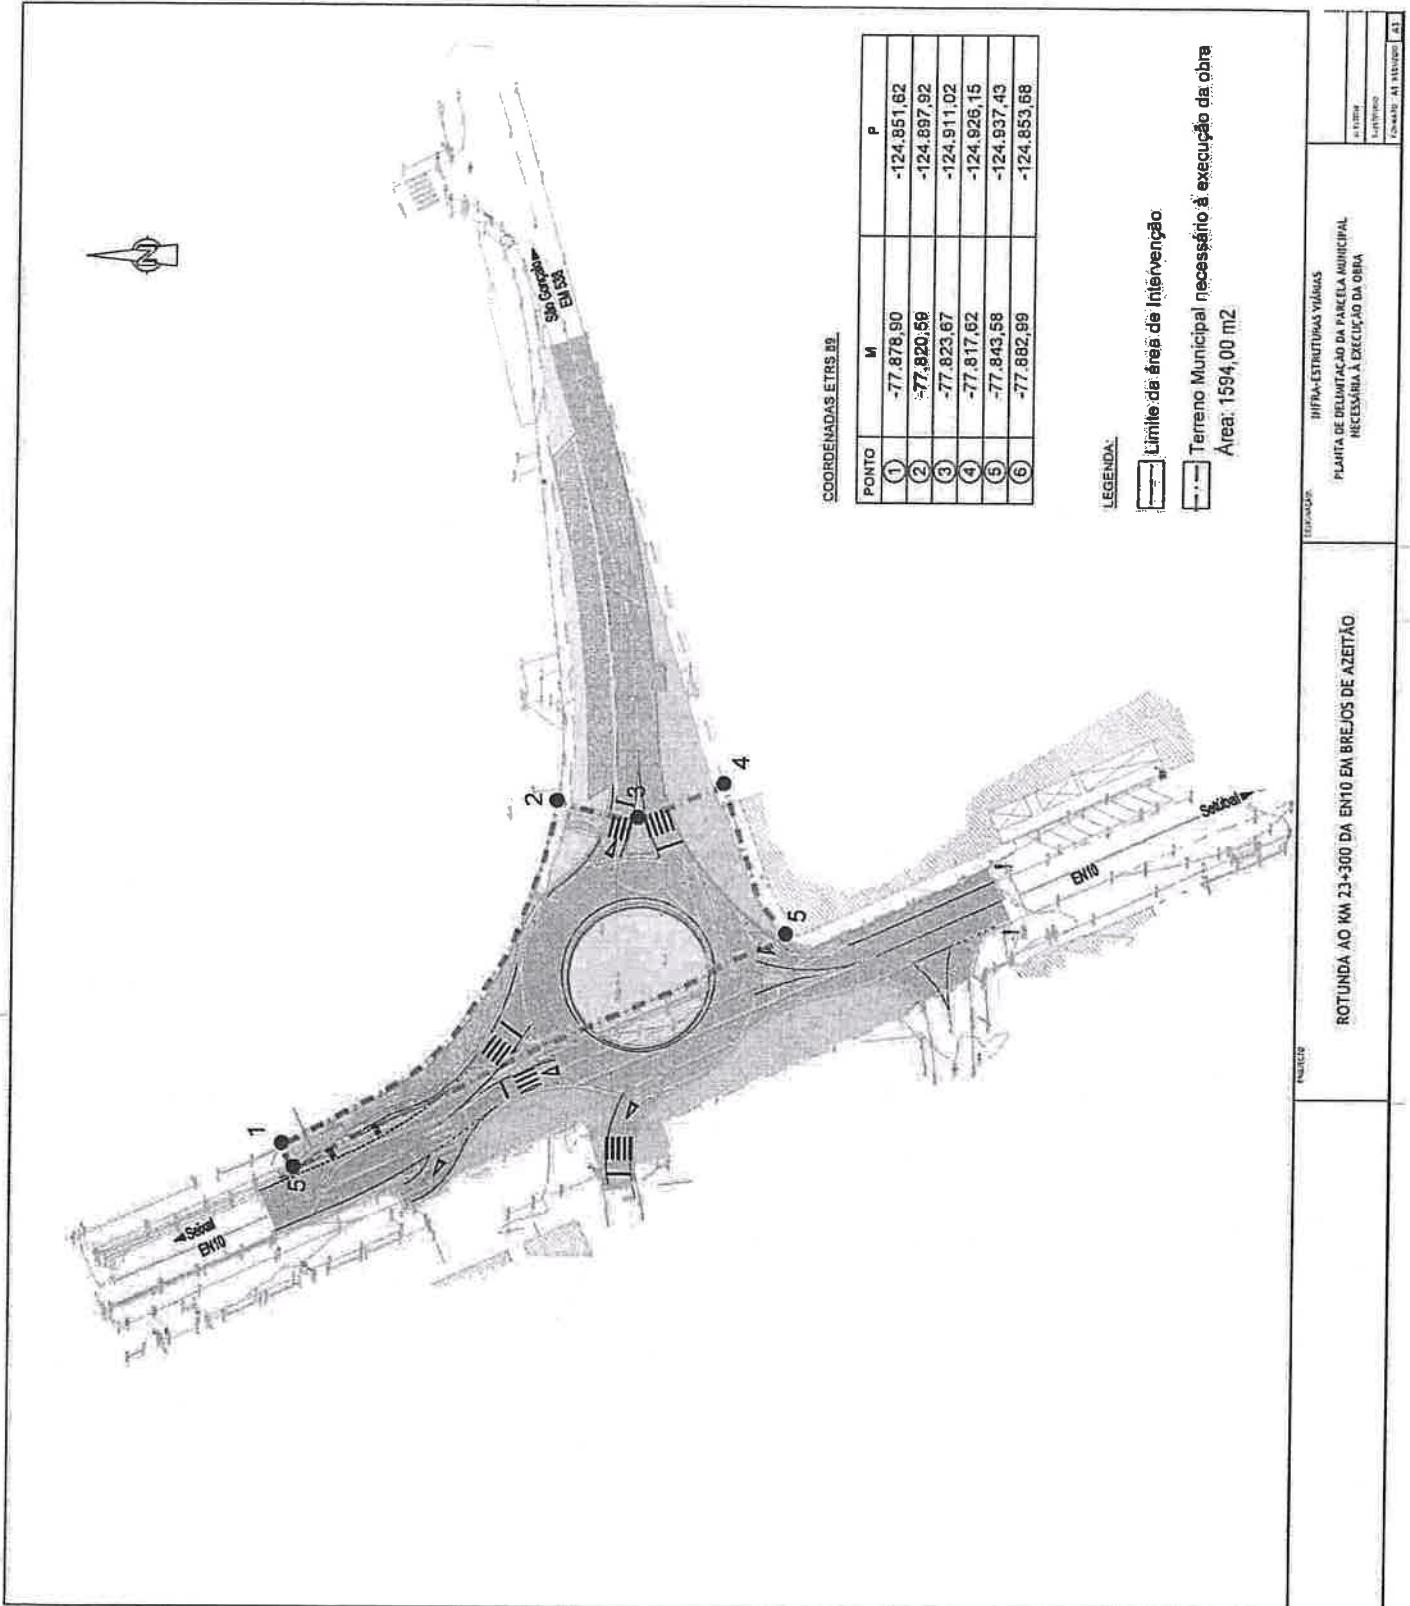 N
São Gonçalo
EM 536
Seixal
EN10
1
5
2
3
4
5
EN10
Setúbal
COORDENADAS ETRS 89
PONTO M P
1 -77.878,90 -124.851,62
2 -77.820,59 -124.897,92
3 -77.823,67 -124.911,02
4 -77.817,62 -124.926,15
5 -77.843,58 -124.937,43
6 -77.882,99 -124.853,68
LEGENDA:
Limite da área de Intervenção
Terreno Municipal necessário à execução da obra
Área: 1594,00 m2
PROJECTO
ROTUNDA AO KM 23+300 DA EN10 EM BREJOS DE AZEITÃO
DESIGNAÇÃO:
INFRA-ESTRUTURAS VIÁRIAS
PLANTA DE DELIMITAÇÃO DA PARCELA MUNICIPAL
NECESSÁRIA À EXECUÇÃO DA OBRA
A3